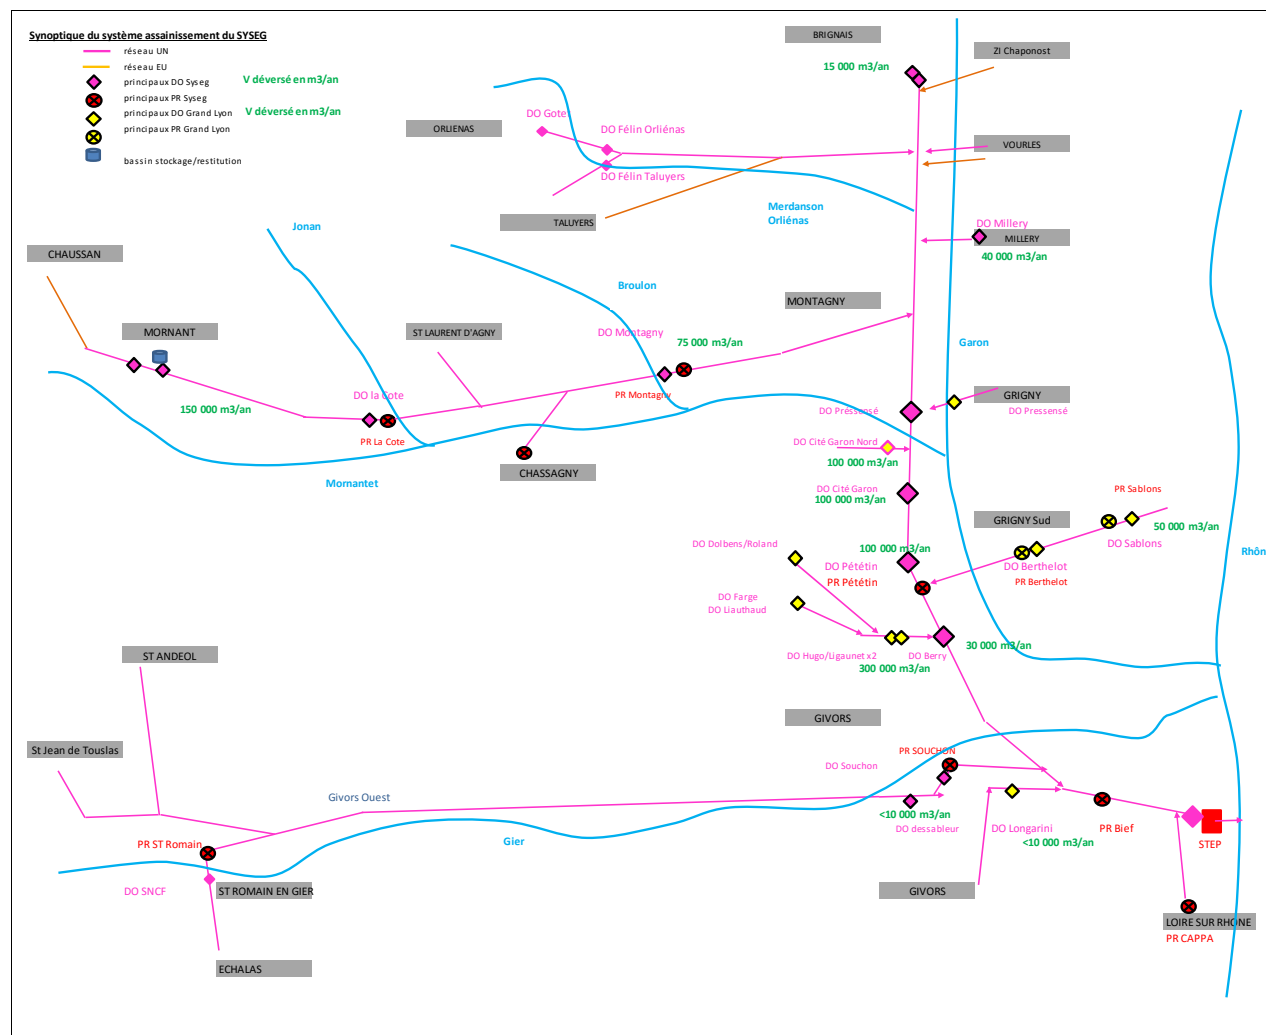 Synoptique du système assainissement du SYSEG
réseau UN
réseau EU
principaux DO Syseg
V déversé en m3/an
principaux PR Syseg
principaux DO Grand Lyon
V déversé en m3/an
principaux PR Grand Lyon
bassin stockage/restitution
BRIGNAIS
15 000 m3/an
ZI Chaponost
DO Gotet
ORLIENAS
DO Félin Orliénas
VOURLES
DO Félin Taluyers
TALUYERS
Merdanson
Orliénas
DO Millery
MILLERY
40 000 m3/an
Jonan
CHAUSSAN
Broulon
MONTAGNY
MORNANT
ST LAURENT D'AGNY
DO Montagny
75 000 m3/an
Garon
150 000 m3/an
DO la Cote
PR Montagny
GRIGNY
DO Pressensé
DO Pressensé
PR La Cote
DO Cité Garon Nord
100 000 m3/an
CHASSAGNY
Mornantet
DO Cité Garon
100 000 m3/an
PR Sablons
GRIGNY Sud
50 000 m3/an
DO Sablons
Rhôn
DO Dolbens/Roland
100 000 m3/an
DO Pététin
PR Pététin
DO Berthelot
PR Berthelot
DO Farge
DO Liauthaud
30 000 m3/an
DO Hugo/Ligaunet x2
DO Berry
300 000 m3/an
ST ANDEOL
GIVORS
St Jean de Touslas
PR SOUCHON
DO Souchon
Givors Ouest
<10 000 m3/an
DO dessableur
DO Longarini
<10 000 m3/an
PR Bief
STEP
Gier
PR ST Romain
DO SNCF
ST ROMAIN EN GIER
GIVORS
LOIRE SUR RHONE
PR CAPPA
ECHALAS